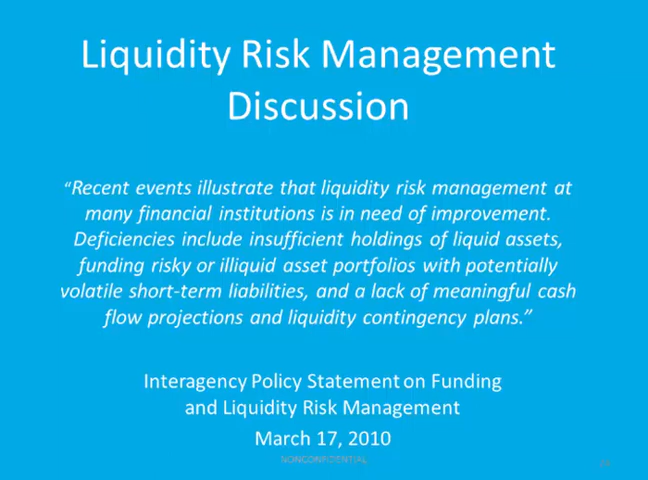 Liquidity Risk Management
Discussion
“Recent events illustrate that liquidity risk management at
many financial institutions is in need of improvement.
Deficiencies include insufficient holdings of liquid assets,
funding risky or illiquid asset portfolios with potentially
volatile short-term liabilities, and a lack of meaningful cash
flow projections and liquidity contingency plans.”
Interagency Policy Statement on Funding
and Liquidity Risk Management
March 17, 2010
NONCONFIDENTIAL